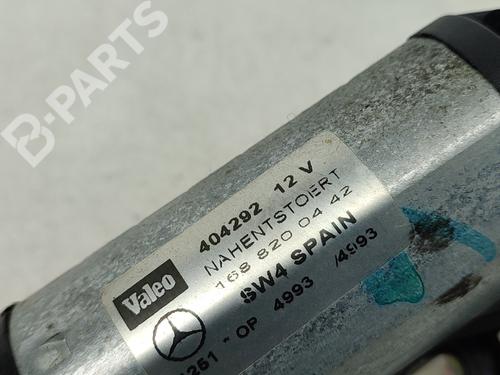 B-PARTS
404292 12 V
NAHENTSTOERT
168 820 04 42
SW4 SPAIN
Valeo
OP 4993 /4993